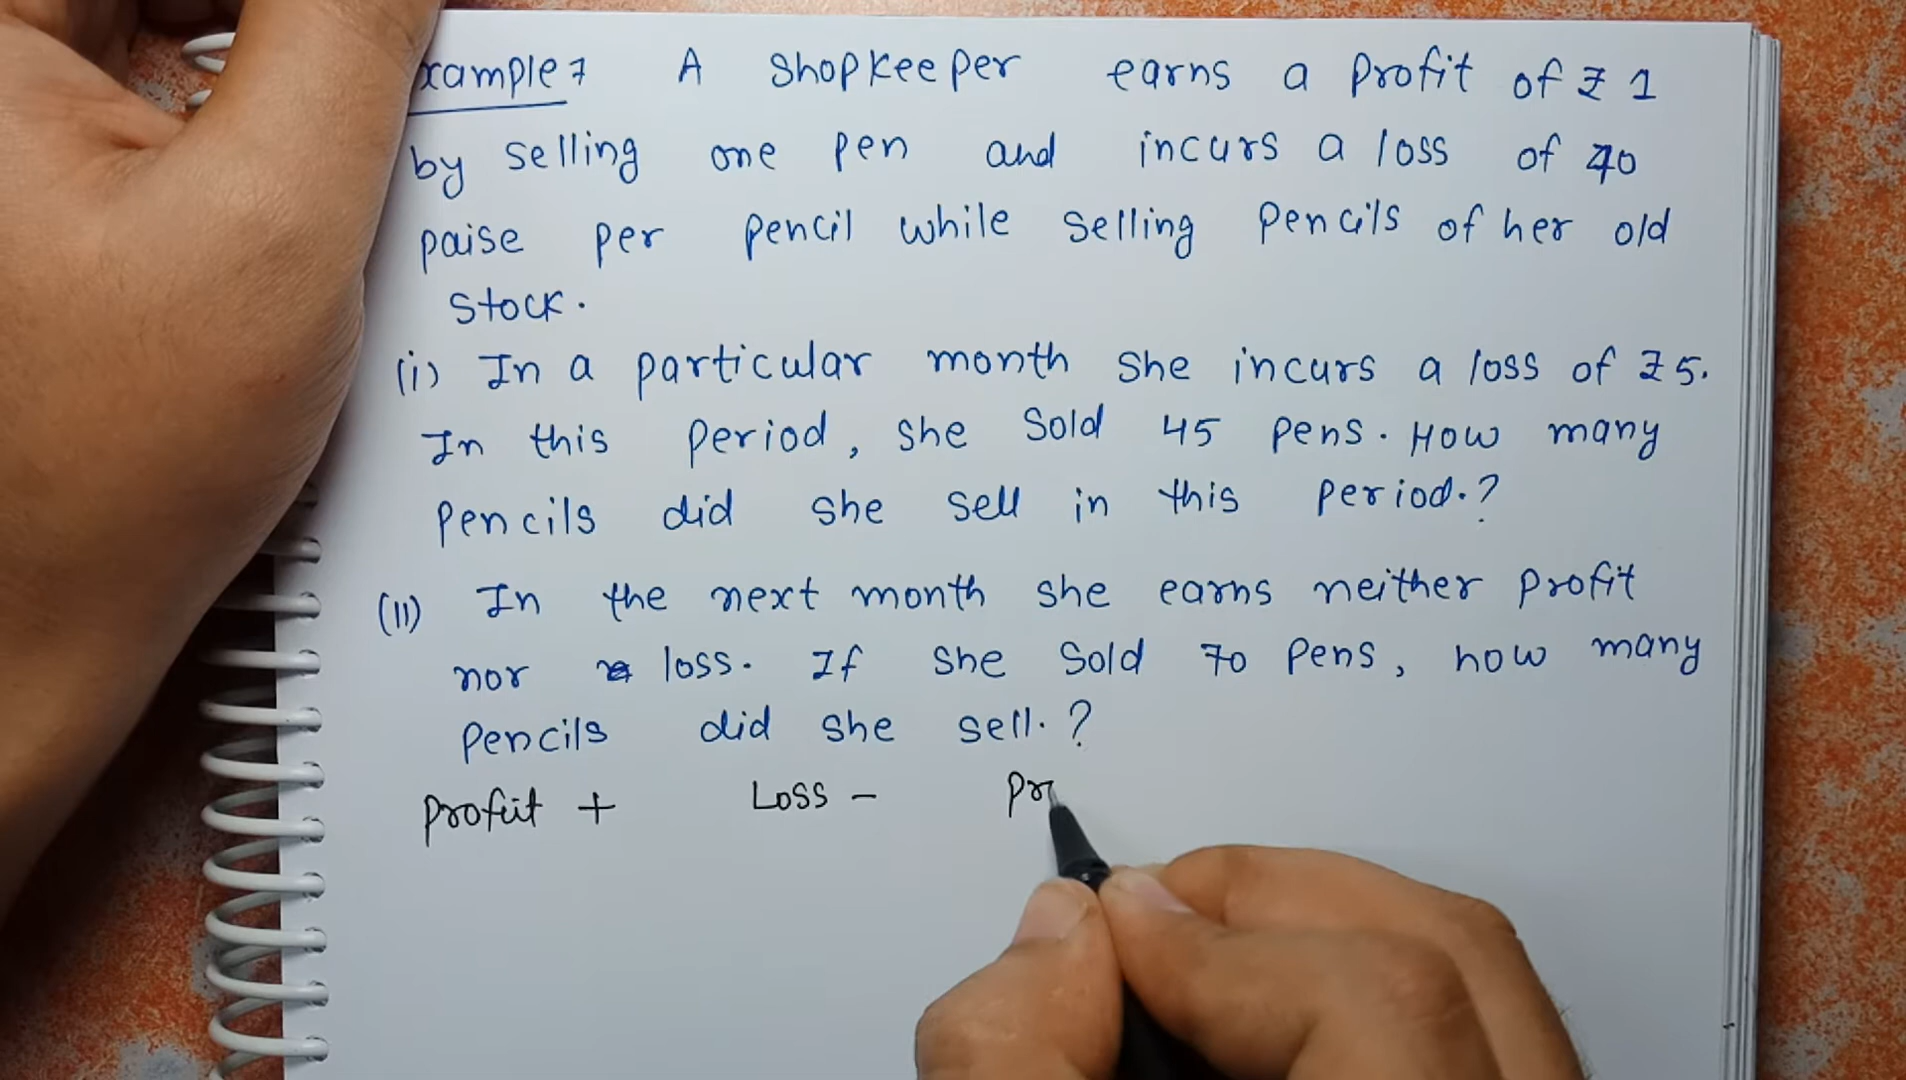 xample 7 A Shopkeeper earns a Profit of ₹ 1
by selling one Pen and incurs a loss of 40
paise per pencil while selling Pencils of her old
stock.
(i) In a particular month she incurs a loss of ₹5.
In this period, she Sold 45 pens. How many
Pencils did she sell in this Period.?
(II) In the next month she earns neither Profit
nor loss. If she Sold 70 Pens, how many
Pencils did she sell.?
Profit + Loss - Pr